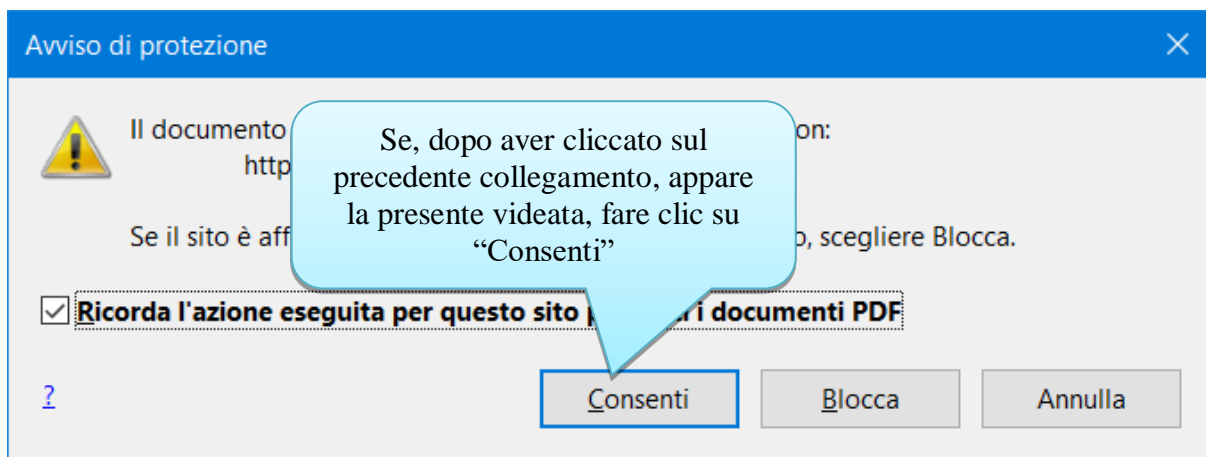 Avviso di protezione
Il documento
on:
http
Se, dopo aver cliccato sul
precedente collegamento, appare
la presente videata, fare clic su
“Consenti”
Se il sito è aff
, scegliere Blocca.
Ricorda l'azione eseguita per questo sito i documenti PDF
?
Consenti
Blocca
Annulla